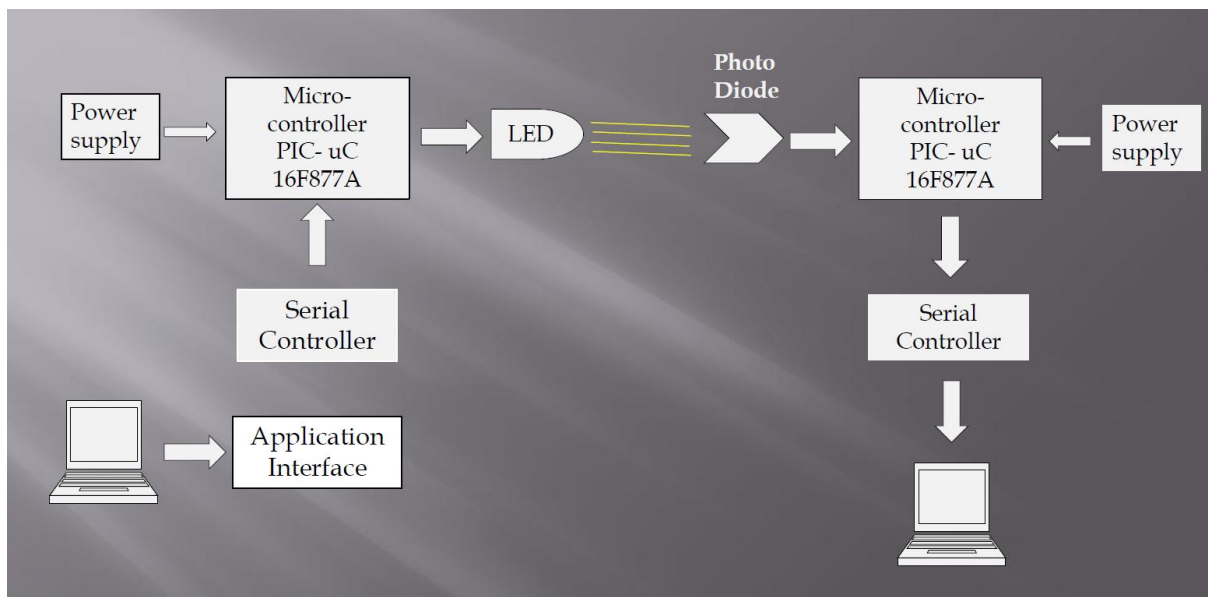 Power
supply
Micro-
controller
PIC- uC
16F877A
LED
Photo
Diode
Micro-
controller
PIC- uC
16F877A
Power
supply
Serial
Controller
Serial
Controller
Application
Interface